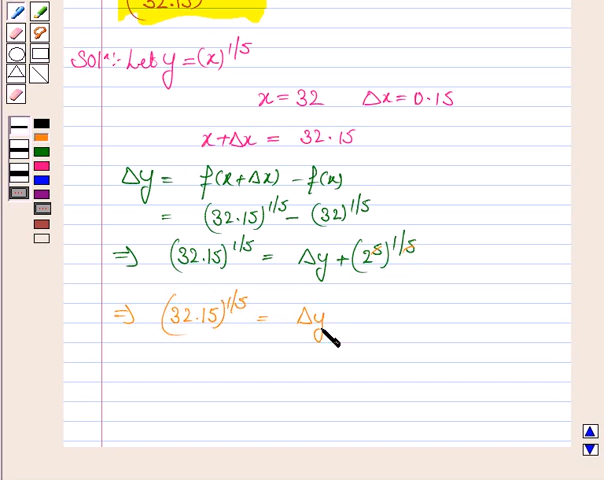 (32.15)
Solⁿ:- Let y = (x)^1/5
x = 32 Δx = 0.15
x+Δx = 32.15
Δy = f(x+Δx) - f(x)
= (32.15)^1/5 - (32)^1/5
⇒ (32.15)^1/5 = Δy + (2^5)^1/5
⇒ (32.15)^1/5 = Δy